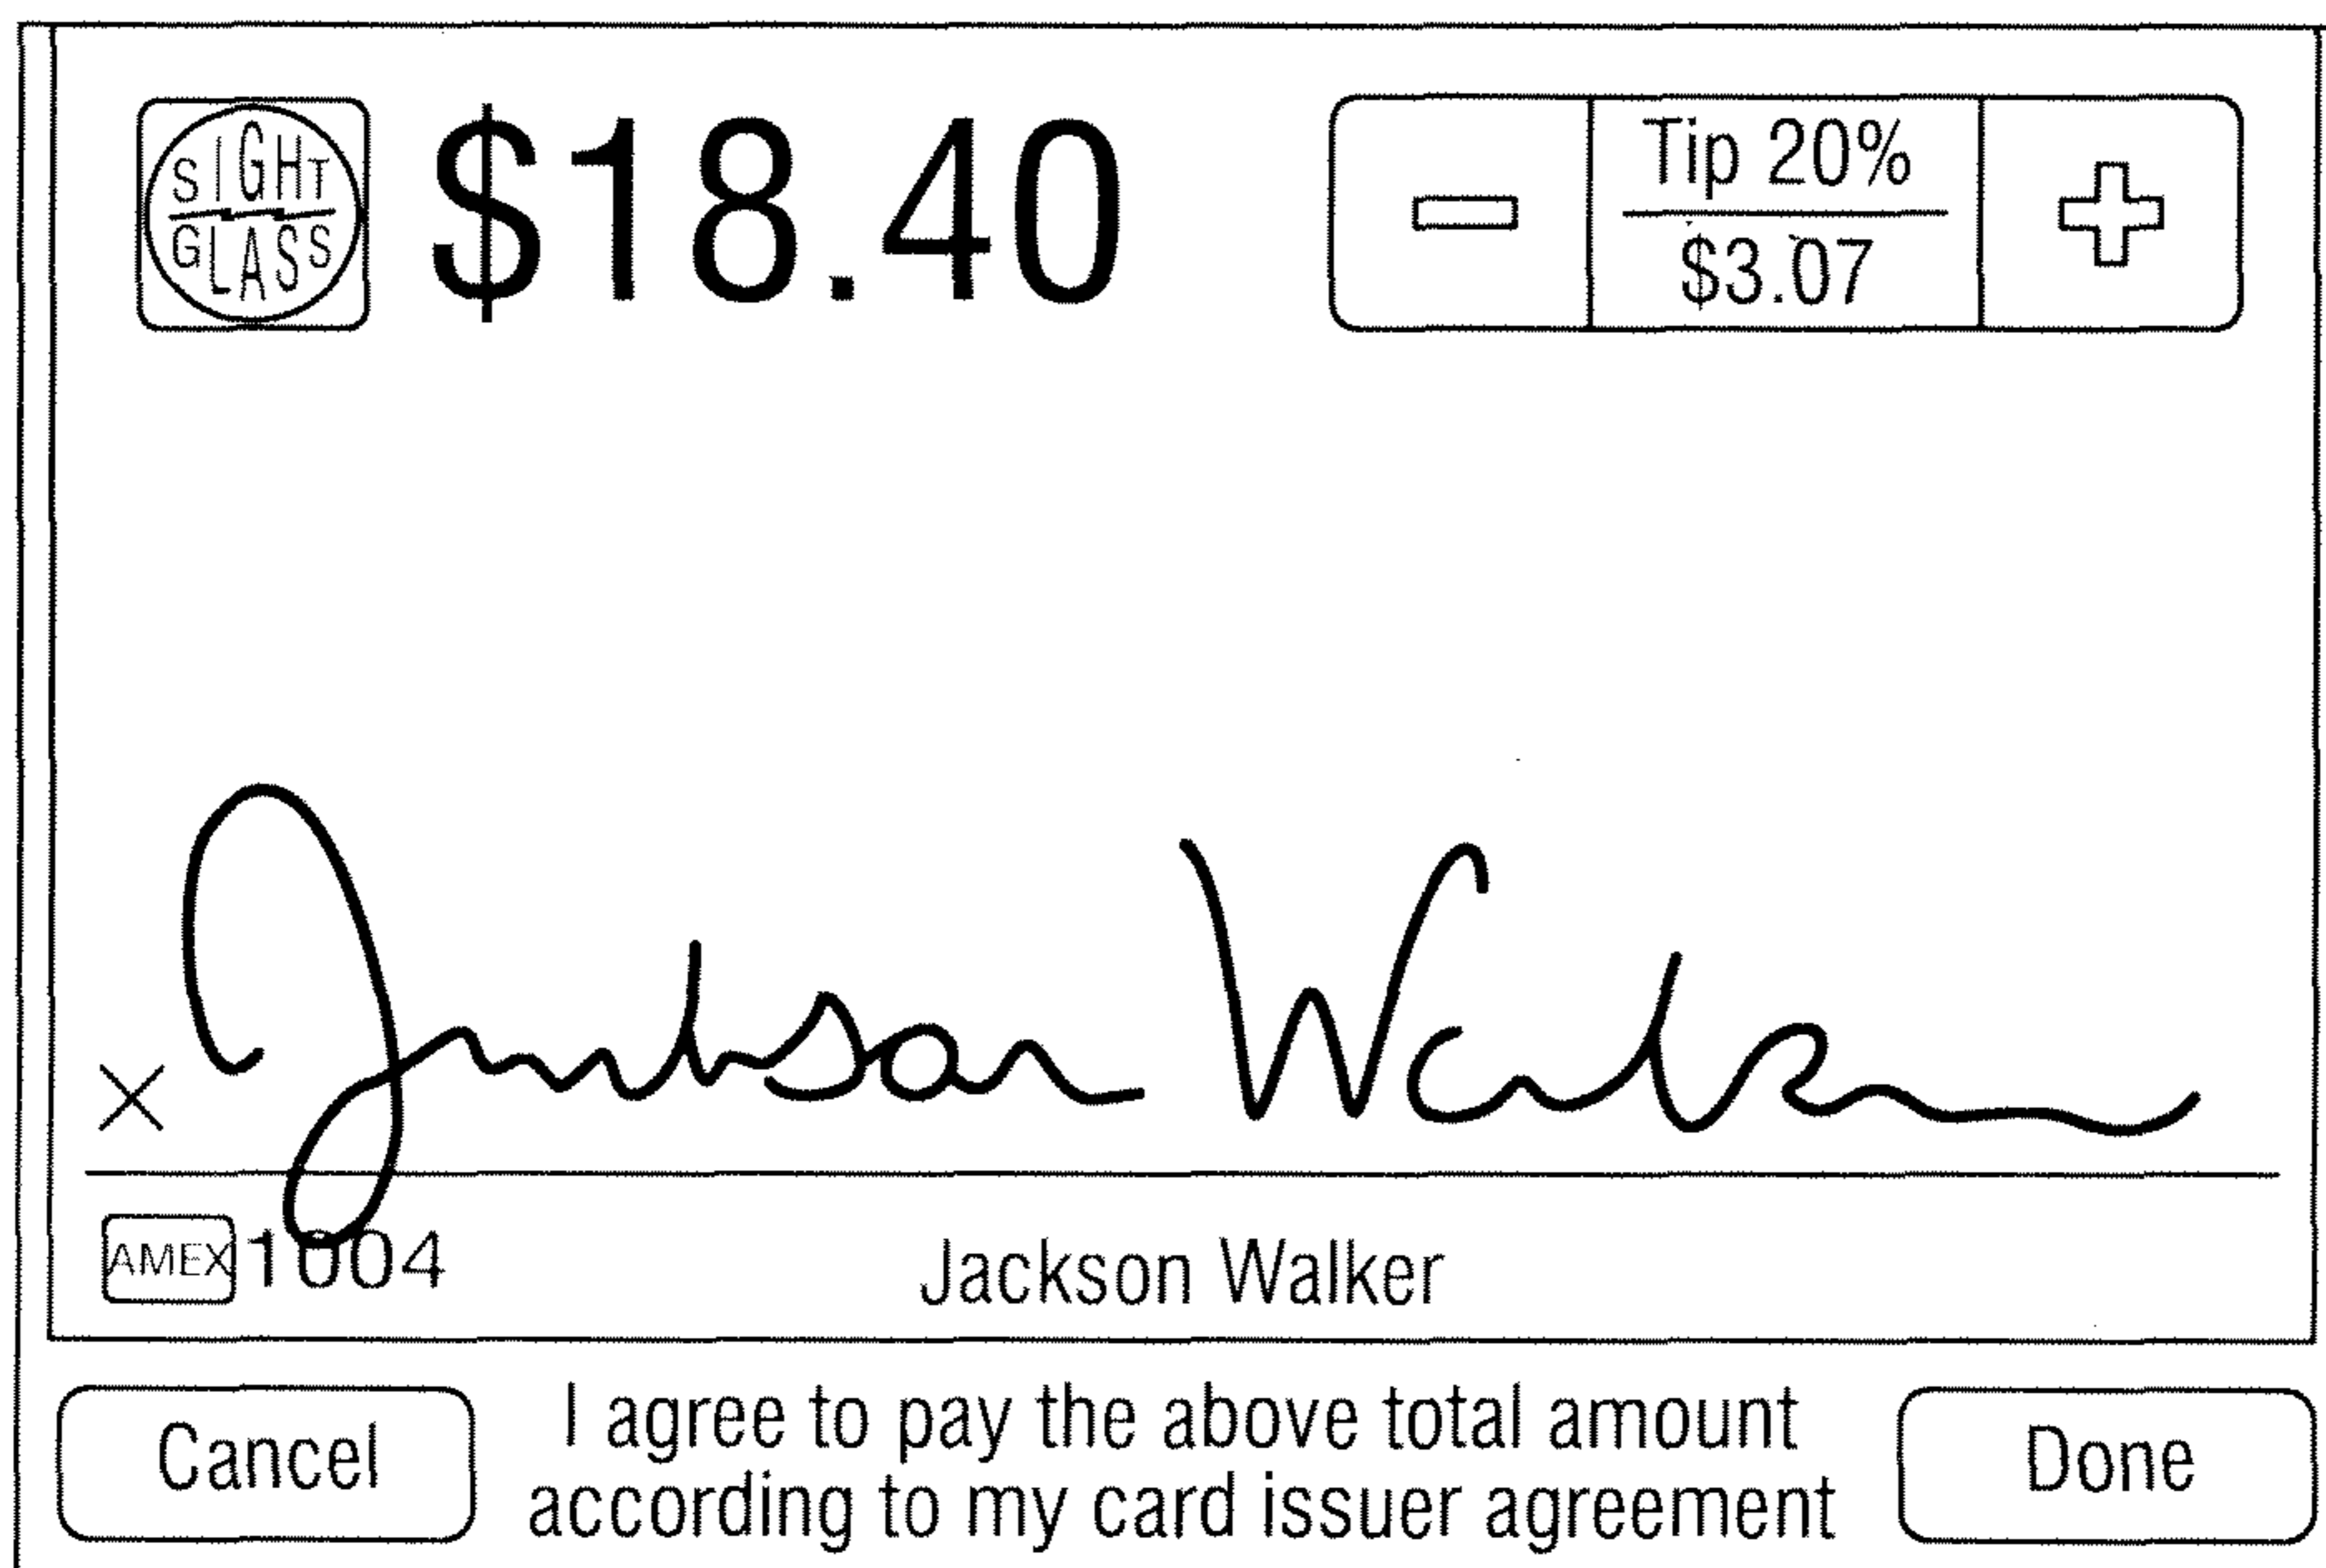 SIGHT
GLASS
$18.40
Tip 20%
$3.07
Jackson Walker
AMEX 1004
Jackson Walker
Cancel
I agree to pay the above total amount
according to my card issuer agreement
Done